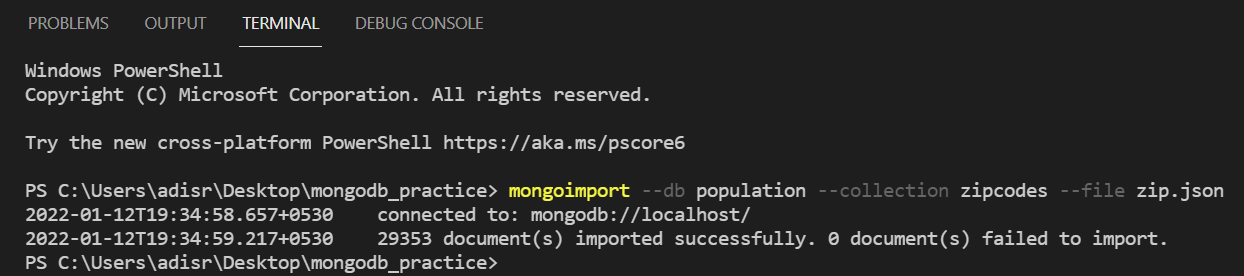 PROBLEMS OUTPUT TERMINAL DEBUG CONSOLE
Windows PowerShell
Copyright (C) Microsoft Corporation. All rights reserved.
Try the new cross-platform PowerShell https://aka.ms/pscore6
PS C:\Users\adisr\Desktop\mongodb_practice> mongoimport --db population --collection zipcodes --file zip.json
2022-01-12T19:34:58.657+0530    connected to: mongodb://localhost/
2022-01-12T19:34:59.217+0530    29353 document(s) imported successfully. 0 document(s) failed to import.
PS C:\Users\adisr\Desktop\mongodb_practice>